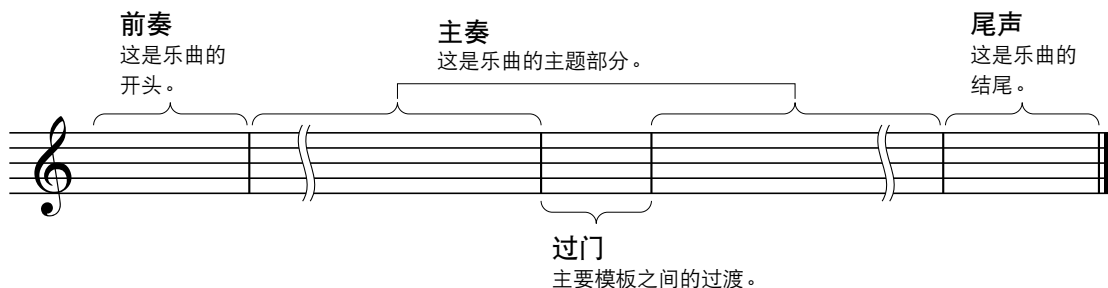 前奏
这是乐曲的
开头。
主奏
这是乐曲的主题部分。
尾声
这是乐曲的
结尾。
过门
主要模板之间的过渡。